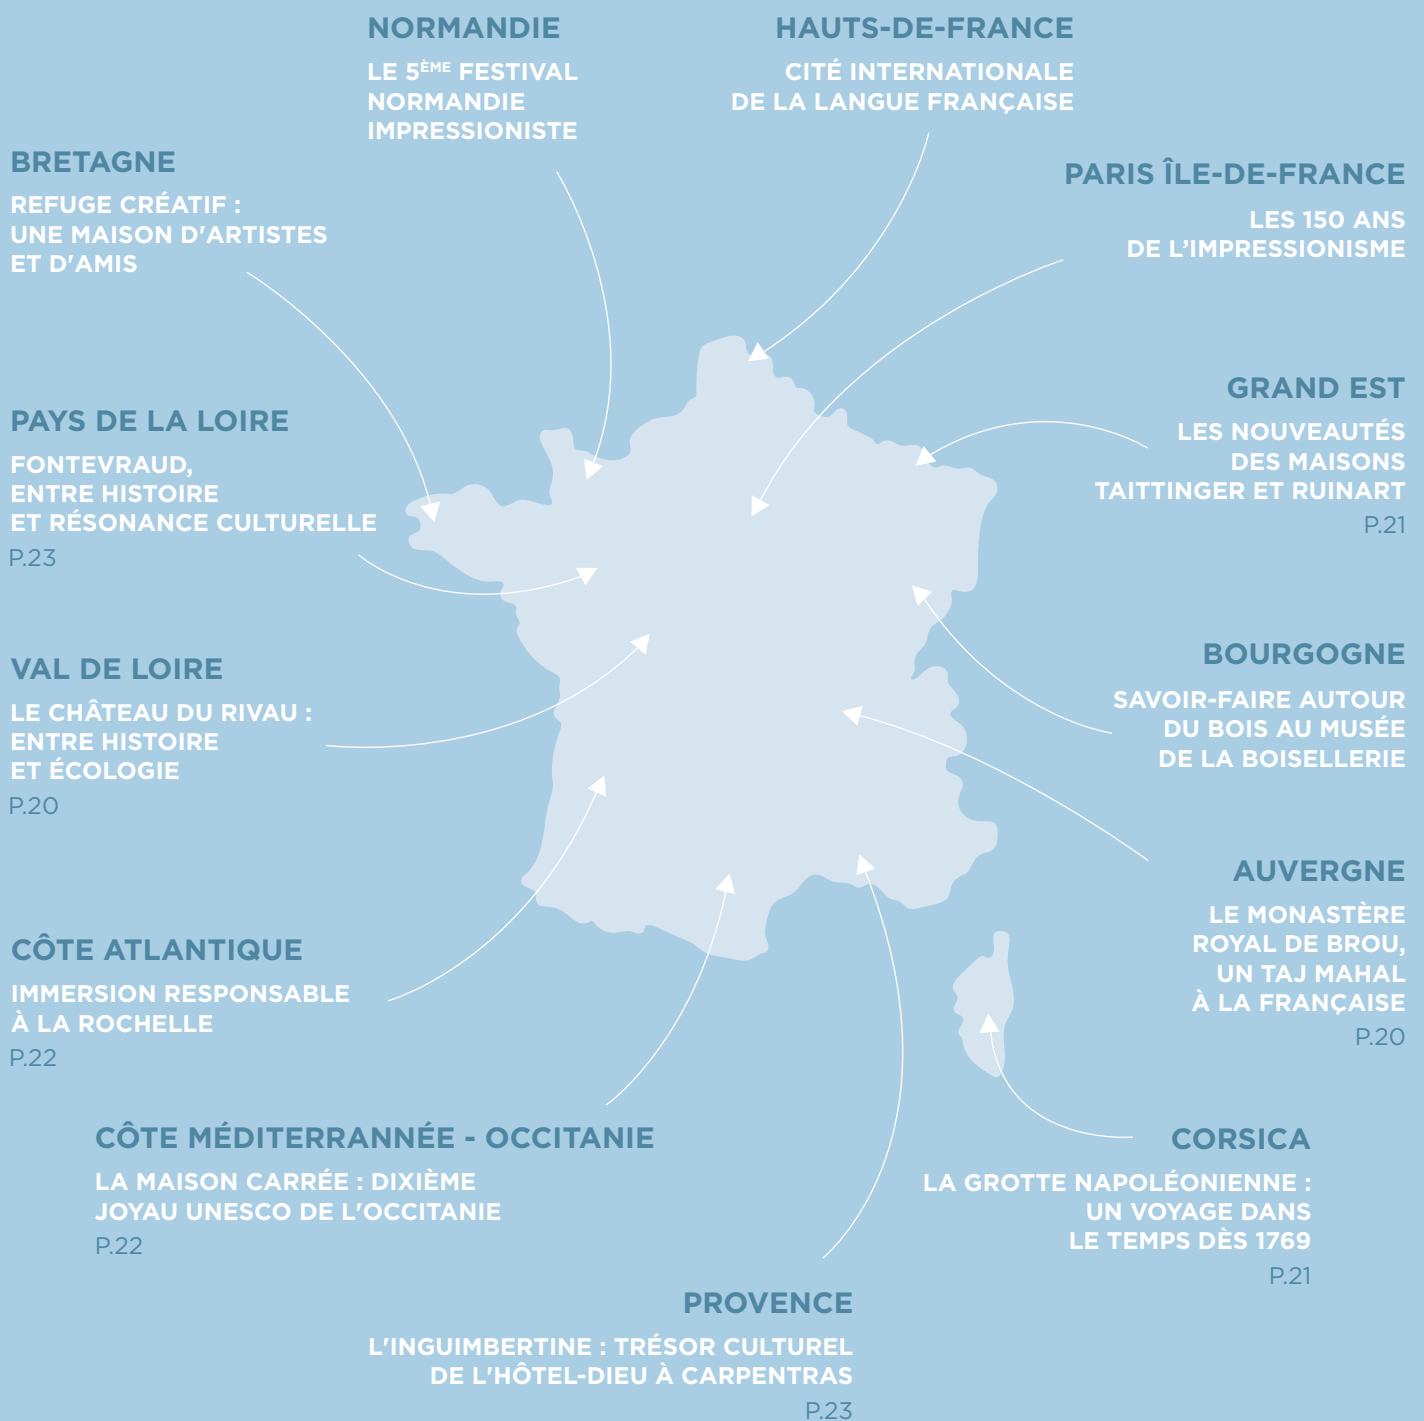 NORMANDIE
LE 5ÈME FESTIVAL
NORMANDIE
IMPRESSIONISTE
HAUTS-DE-FRANCE
CITÉ INTERNATIONALE
DE LA LANGUE FRANÇAISE
BRETAGNE
REFUGE CRÉATIF :
UNE MAISON D'ARTISTES
ET D'AMIS
PARIS ÎLE-DE-FRANCE
LES 150 ANS
DE L’IMPRESSIONISME
PAYS DE LA LOIRE
FONTEVRAUD,
ENTRE HISTOIRE
ET RÉSONANCE CULTURELLE
P.23
GRAND EST
LES NOUVEAUTÉS
DES MAISONS
TAITTINGER ET RUINART
P.21
VAL DE LOIRE
LE CHÂTEAU DU RIVAU :
ENTRE HISTOIRE
ET ÉCOLOGIE
P.20
BOURGOGNE
SAVOIR-FAIRE AUTOUR
DU BOIS AU MUSÉE
DE LA BOISELLERIE
AUVERGNE
LE MONASTÈRE
ROYAL DE BROU,
UN TAJ MAHAL
À LA FRANÇAISE
P.20
CÔTE ATLANTIQUE
IMMERSION RESPONSABLE
À LA ROCHELLE
P.22
CÔTE MÉDITERRANNÉE - OCCITANIE
LA MAISON CARRÉE : DIXIÈME
JOYAU UNESCO DE L'OCCITANIE
P.22
CORSICA
LA GROTTE NAPOLÉONIENNE :
UN VOYAGE DANS
LE TEMPS DÈS 1769
P.21
PROVENCE
L'INGUIMBERTINE : TRÉSOR CULTUREL
DE L'HÔTEL-DIEU À CARPENTRAS
P.23